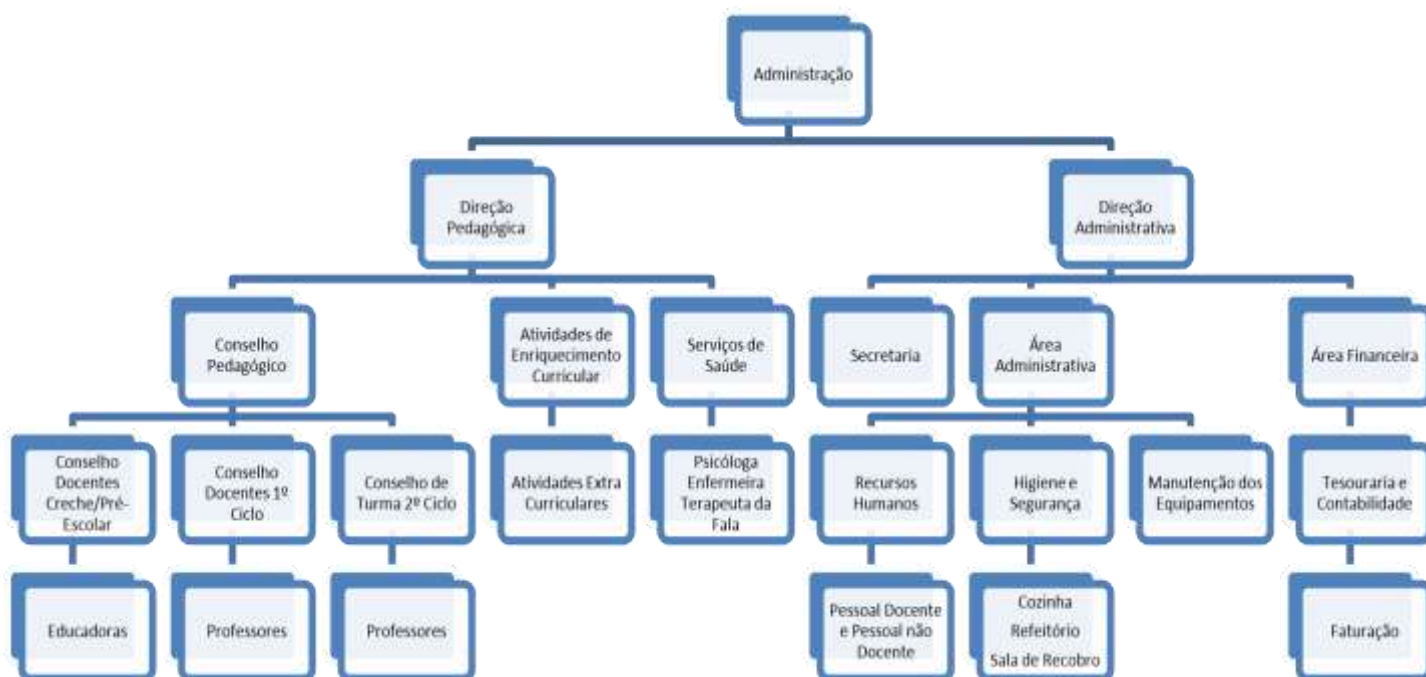 Administração
Direção
Pedagógica
Direção
Administrativa
Conselho
Pedagógico
Atividades de
Enriquecimento
Curricular
Serviços de
Saúde
Secretaria
Área
Administrativa
Área Financeira
Conselho
Docentes
Creche/Pré-
Escolar
Conselho
Docentes 1º
Ciclo
Conselho de
Turma 2º Ciclo
Atividades Extra
Curriculares
Psicóloga
Enfermeira
Terapeuta da
Fala
Recursos
Humanos
Higiene e
Segurança
Manutenção dos
Equipamentos
Tesouraria e
Contabilidade
Educadoras
Professores
Professores
Pessoal Docente
e Pessoal não
Docente
Cozinha
Refeitório
Sala de Recobro
Faturação